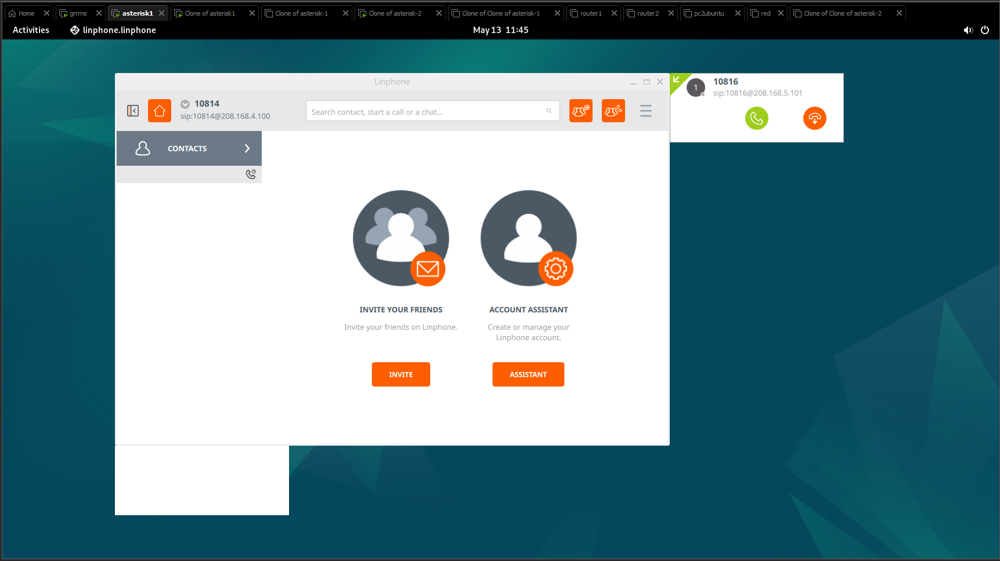 Home grrrns asterisk1 Clone of asterisk1 Clone of asterisk-1 Clone of asterisk-2 Clone of Clone of asterisk-1 router1 router2 pc2ubuntu red Clone of Clone of asterisk-2
Activities linphone.linphone May 13 11:45
Linphone
10814
sip:10814@208.168.4.100
Search contact, start a call or a chat...
1
10816
sip:10816@208.168.5.101
CONTACTS
INVITE YOUR FRIENDS
Invite your friends on Linphone.
INVITE
ACCOUNT ASSISTANT
Create or manage your
Linphone account.
ASSISTANT